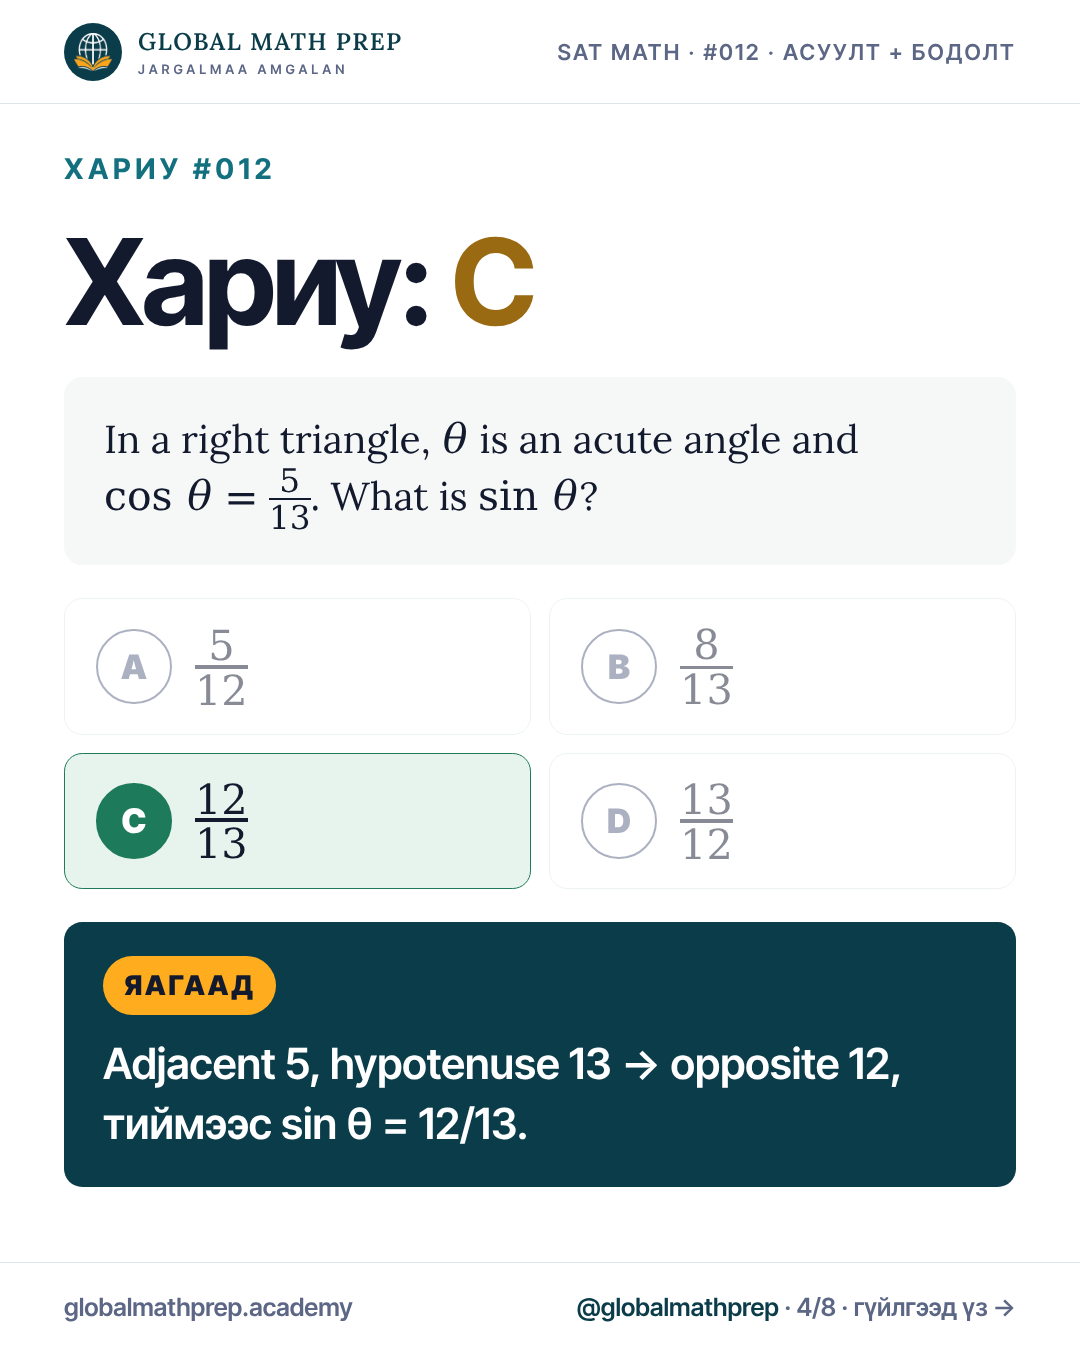 GLOBAL MATH PREP
JARGALMAA AMGALAN
SAT MATH · #012 · АСУУЛТ + БОДОЛТ
ХАРИУ #012
Хариу: C
In a right triangle, θ is an acute angle and
cos θ = 5/13. What is sin θ?
A 5/12
B 8/13
C 12/13
D 13/12
ЯАГААД
Adjacent 5, hypotenuse 13 → opposite 12,
тиймээс sin θ = 12/13.
globalmathprep.academy
@globalmathprep · 4/8 · гүйлгээд үз →